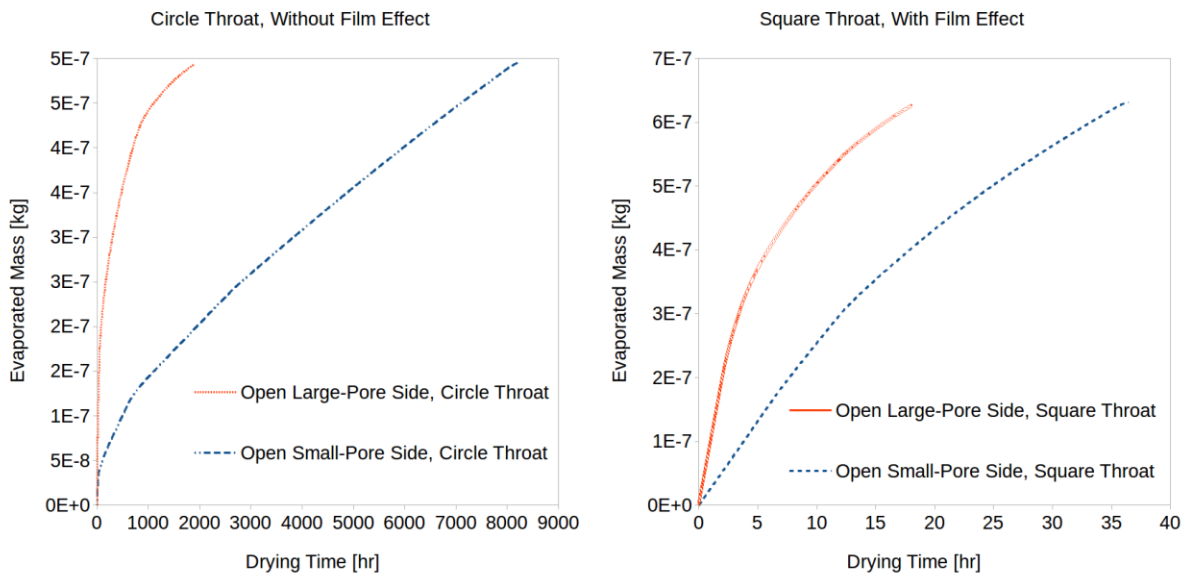 Circle Throat, Without Film Effect
5E-7
5E-7
4E-7
4E-7
3E-7
3E-7
2E-7
2E-7
1E-7
5E-8
0E+0
Evaporated Mass [kg]
Open Large-Pore Side, Circle Throat
Open Small-Pore Side, Circle Throat
0 1000 2000 3000 4000 5000 6000 7000 8000 9000
Drying Time [hr]
Square Throat, With Film Effect
7E-7
6E-7
5E-7
4E-7
3E-7
2E-7
1E-7
0E+0
Evaporated Mass [kg]
Open Large-Pore Side, Square Throat
Open Small-Pore Side, Square Throat
0 5 10 15 20 25 30 35 40
Drying Time [hr]